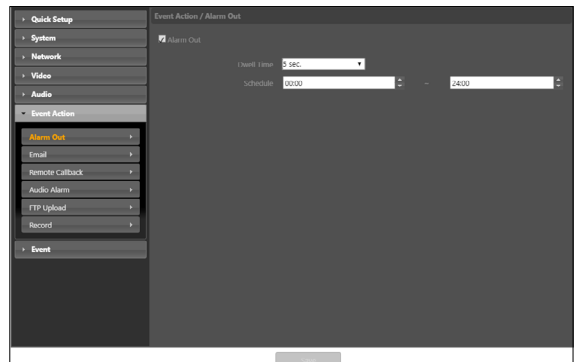 Quick Setup
System
Network
Video
Audio
Event Action
Alarm Out
Email
Remote Callback
Audio Alarm
FTP Upload
Record
Event
Event Action / Alarm Out
Alarm Out
Dwell Time 5 sec.
Schedule 00:00 ~ 24:00